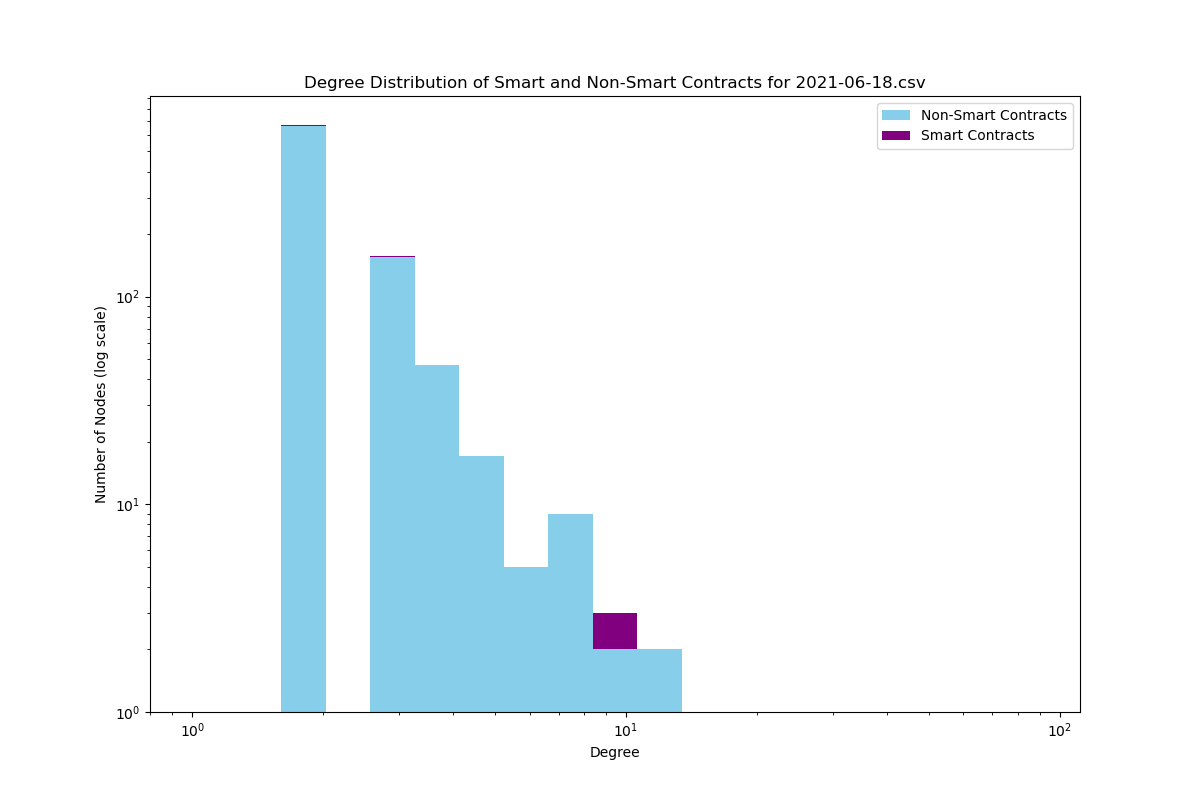 Degree Distribution of Smart and Non-Smart Contracts for 2021-06-18.csv
Non-Smart Contracts
Smart Contracts
Number of Nodes (log scale)
10²
10¹
10⁰
10⁰ 10¹ 10²
Degree